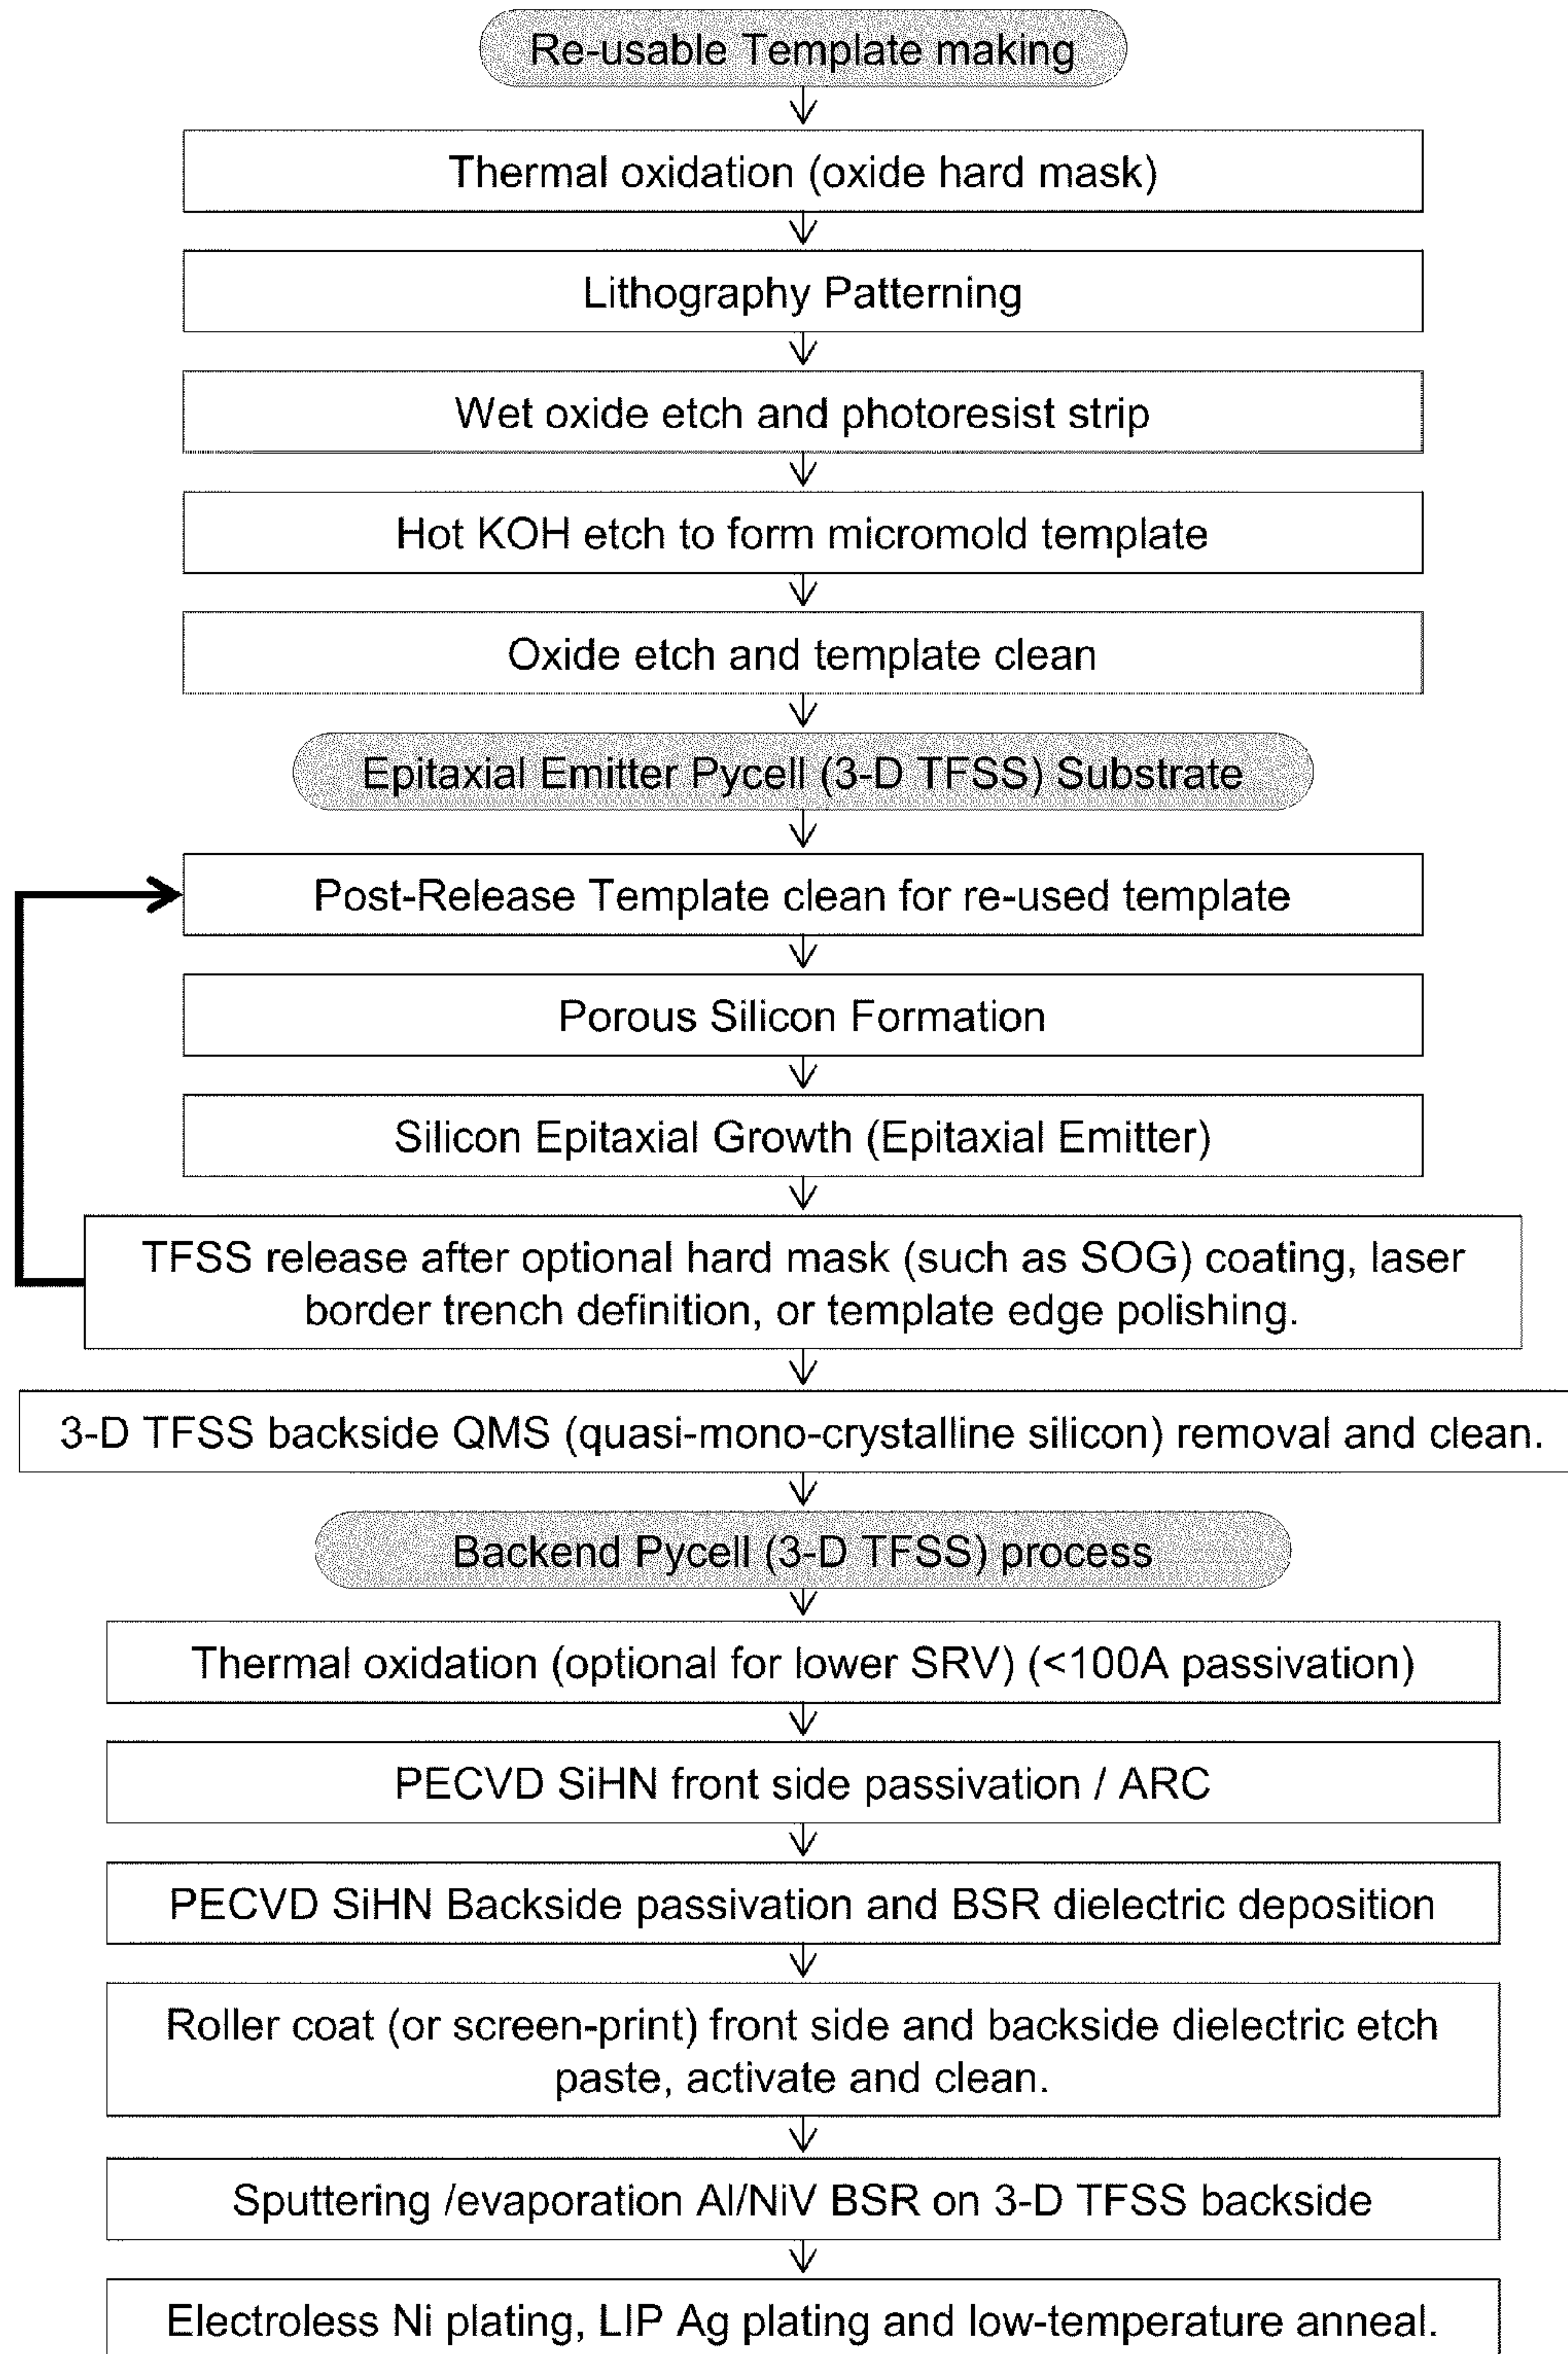 Re-usable Template making
Thermal oxidation (oxide hard mask)
Lithography Patterning
Wet oxide etch and photoresist strip
Hot KOH etch to form micromold template
Oxide etch and template clean
Epitaxial Emitter Pycell (3-D TFSS) Substrate
Post-Release Template clean for re-used template
Porous Silicon Formation
Silicon Epitaxial Growth (Epitaxial Emitter)
TFSS release after optional hard mask (such as SOG) coating, laser
border trench definition, or template edge polishing.
3-D TFSS backside QMS (quasi-mono-crystalline silicon) removal and clean.
Backend Pycell (3-D TFSS) process
Thermal oxidation (optional for lower SRV) (<100A passivation)
PECVD SiHN front side passivation / ARC
PECVD SiHN Backside passivation and BSR dielectric deposition
Roller coat (or screen-print) front side and backside dielectric etch
paste, activate and clean.
Sputtering /evaporation Al/NiV BSR on 3-D TFSS backside
Electroless Ni plating, LIP Ag plating and low-temperature anneal.